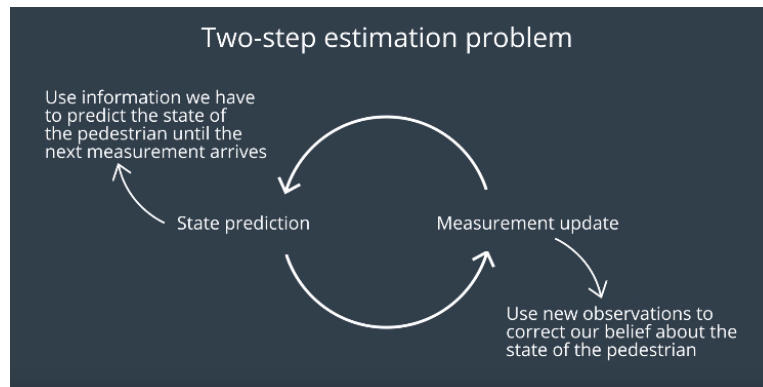 Two-step estimation problem
Use information we have
to predict the state of
the pedestrian until the
next measurement arrives
State prediction
Measurement update
Use new observations to
correct our belief about the
state of the pedestrian